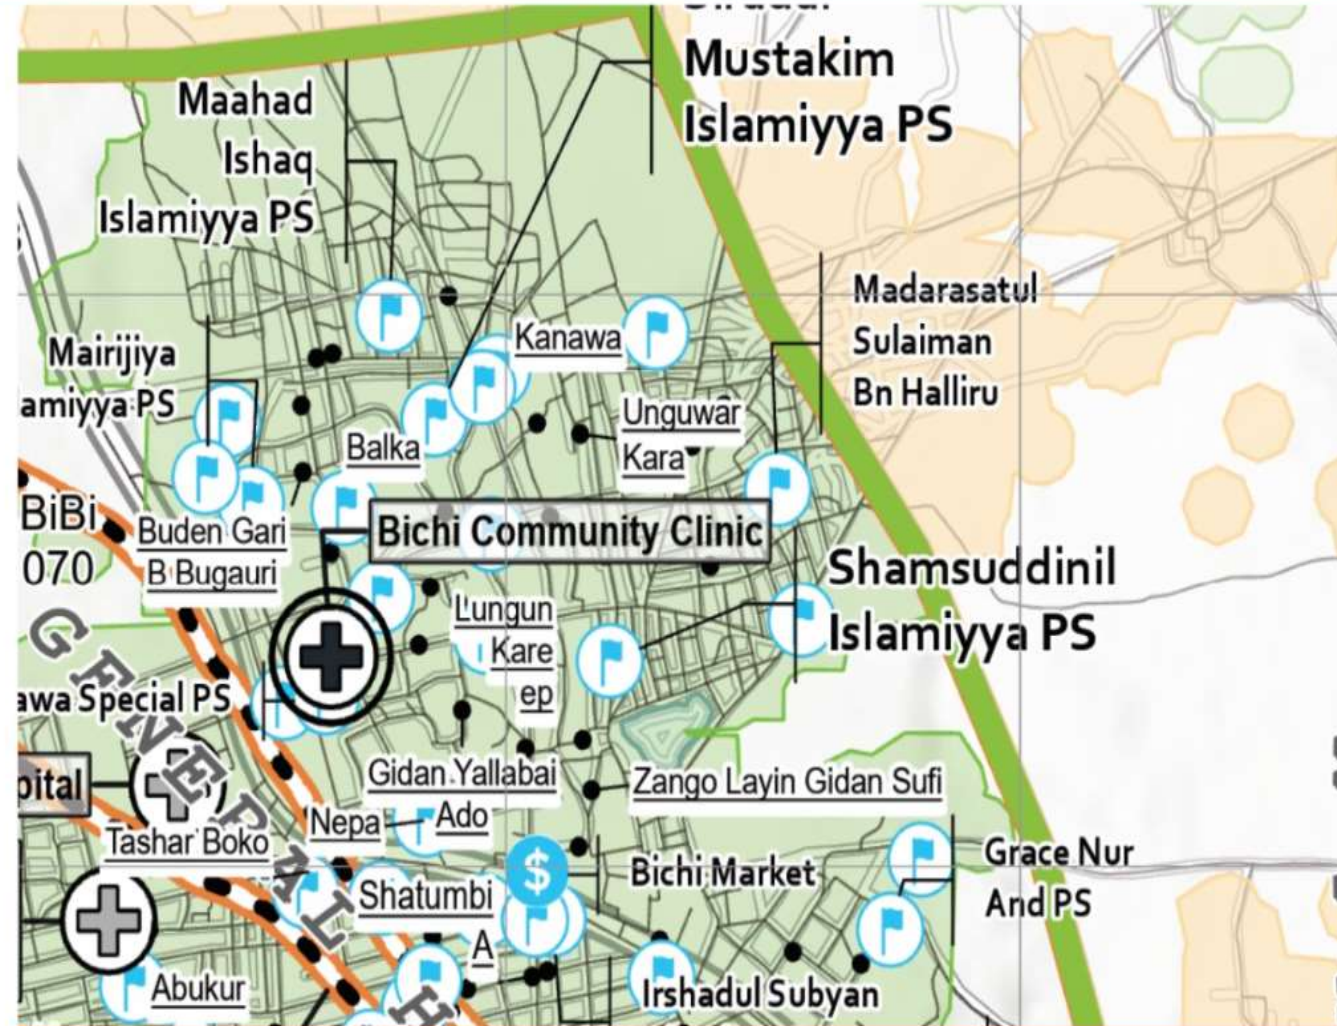 Mustakim
Islamiyya PS
Maahad
Ishaq
Islamiyya PS
Kanawa
Madarasatul
Sulaiman
Bn Halliru
Mairijiya
amiyya PS
Unguwar
Kara
Balka
BiBi
070
Buden Gari
B Bugauri
Bichi Community Clinic
Shamsuddinil
Islamiyya PS
Lungun
Kare
ep
awa Special PS
GENERAL H
pital
Gidan Yallabai
Ado
Zango Layin Gidan Sufi
Nepa
Tashar Boko
$
Bichi Market
Grace Nur
And PS
Shatumbi
A
Abukur
Irshadul Subyan